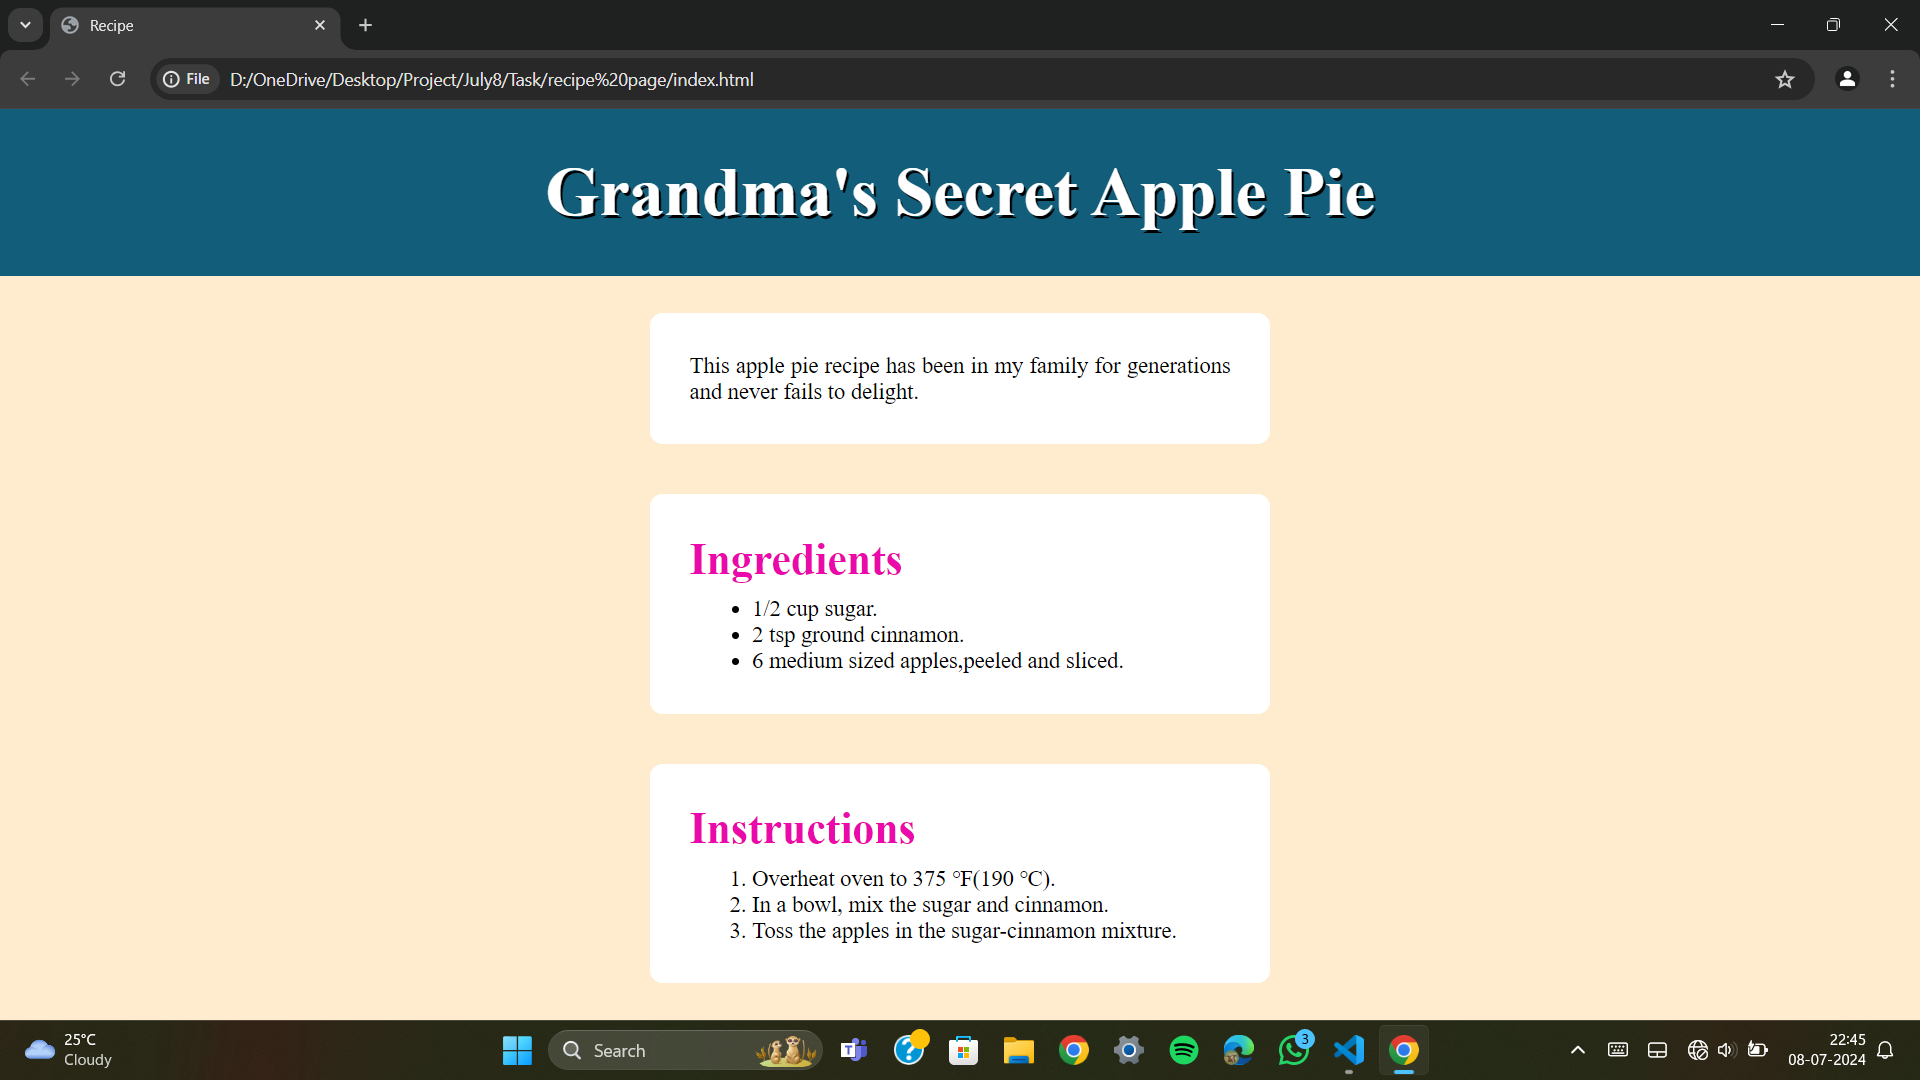 Recipe
File
D:/OneDrive/Desktop/Project/July8/Task/recipe%20page/index.html
Grandma's Secret Apple Pie
This apple pie recipe has been in my family for generations
and never fails to delight.
Ingredients
• 1/2 cup sugar.
• 2 tsp ground cinnamon.
• 6 medium sized apples,peeled and sliced.
Instructions
1. Overheat oven to 375 °F(190 °C).
2. In a bowl, mix the sugar and cinnamon.
3. Toss the apples in the sugar-cinnamon mixture.
25°C
Cloudy
Search
T
3
22:45
08-07-2024